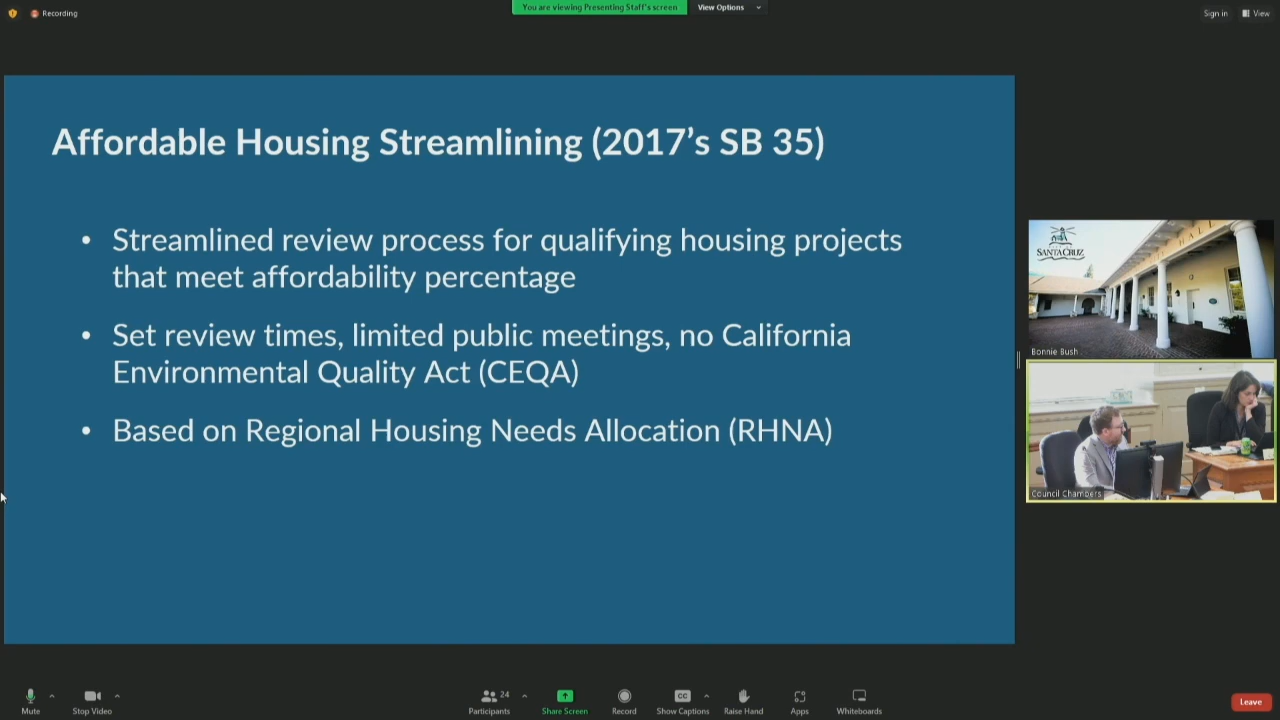 Recording
You are viewing Presenting Staff's screen
View Options
Sign in
View
Affordable Housing Streamlining (2017’s SB 35)
• Streamlined review process for qualifying housing projects
that meet affordability percentage
• Set review times, limited public meetings, no California
Environmental Quality Act (CEQA)
• Based on Regional Housing Needs Allocation (RHNA)
SANTA CRUZ
Bonnie Bush
Council Chambers
Mute
Stop Video
24
Participants
Share Screen
Record
CC
Show Captions
Raise Hand
Apps
Whiteboards
Leave